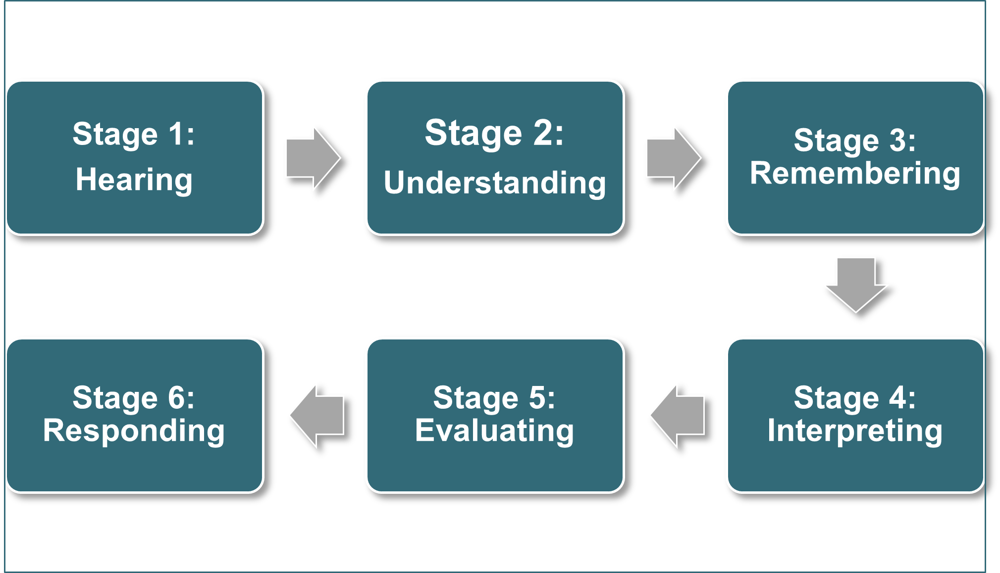 Stage 1:
Hearing
Stage 2:
Understanding
Stage 3:
Remembering
Stage 4:
Interpreting
Stage 5:
Evaluating
Stage 6:
Responding